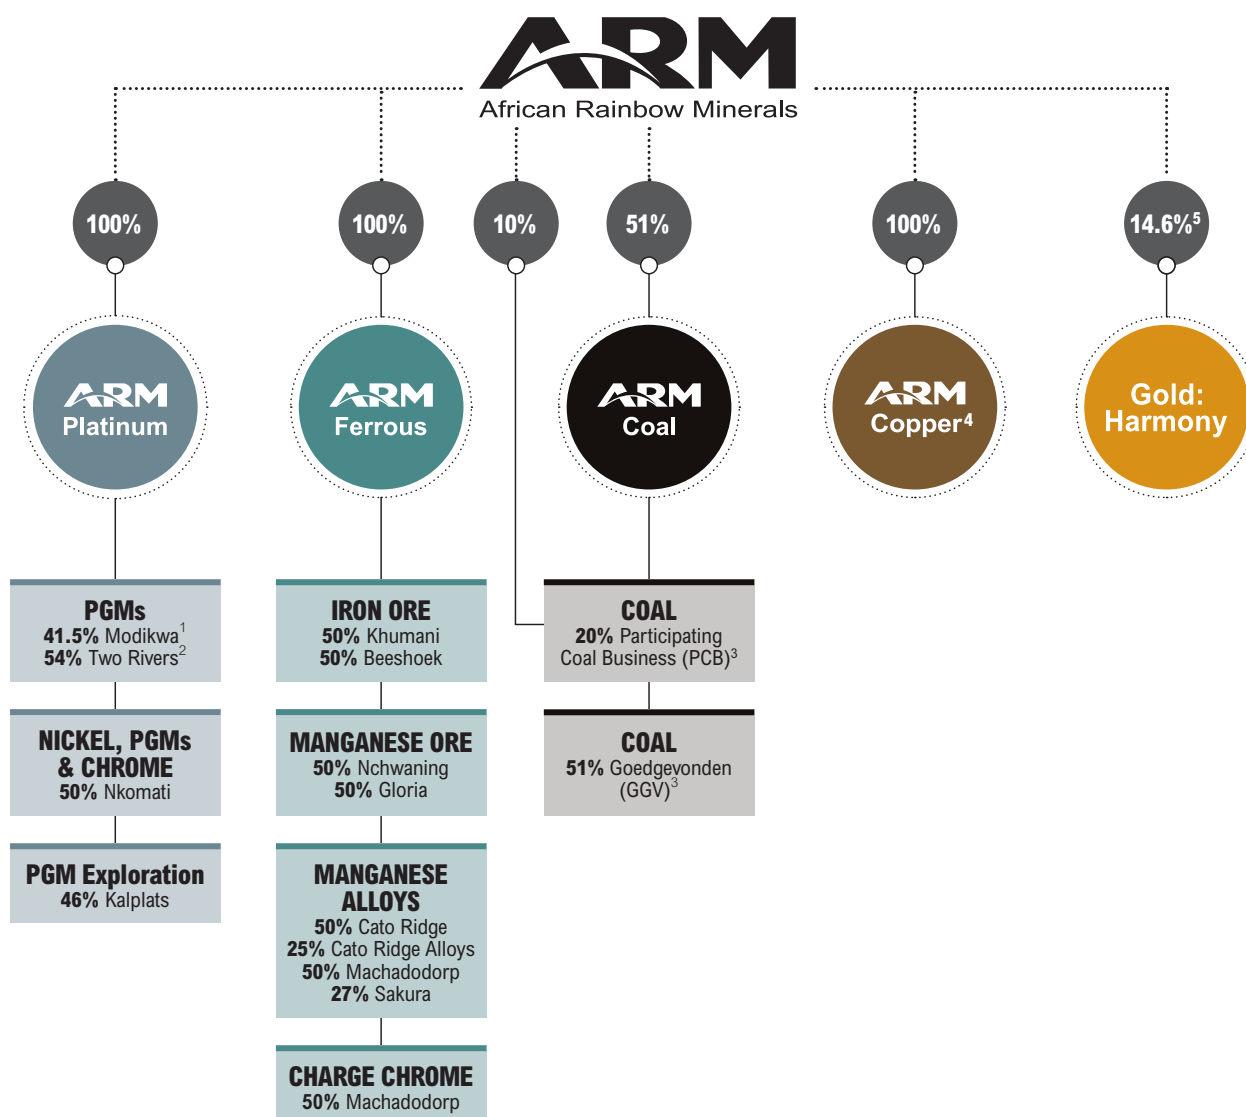 ARM
African Rainbow Minerals
100%
100%
10%
51%
100%
14.6%5
ARM
Platinum
ARM
Ferrous
ARM
Coal
ARM
Copper4
Gold:
Harmony
PGMs
41.5% Modikwa1
54% Two Rivers2
NICKEL, PGMs
& CHROME
50% Nkomati
PGM Exploration
46% Kalplats
IRON ORE
50% Khumani
50% Beeshoek
MANGANESE ORE
50% Nchwaning
50% Gloria
MANGANESE
ALLOYS
50% Cato Ridge
25% Cato Ridge Alloys
50% Machadodorp
27% Sakura
CHARGE CHROME
50% Machadodorp
COAL
20% Participating
Coal Business (PCB)3
COAL
51% Goedgevonden
(GGV)3